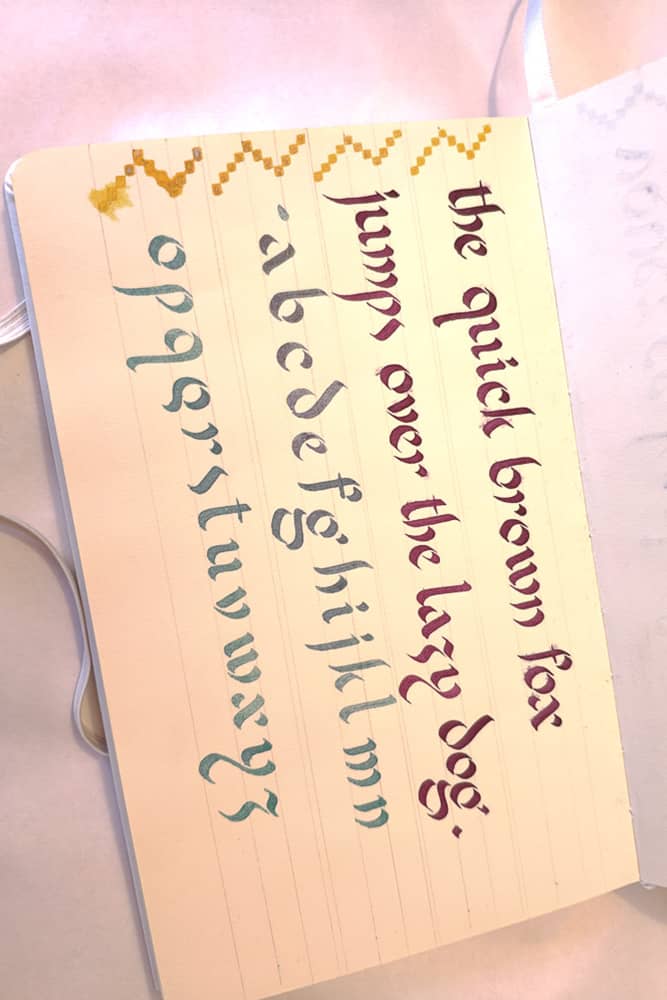 the quick brown fox
jumps over the lazy dog.
a b c d e f g h i j k l m n
o p q q r s t u v w x y z